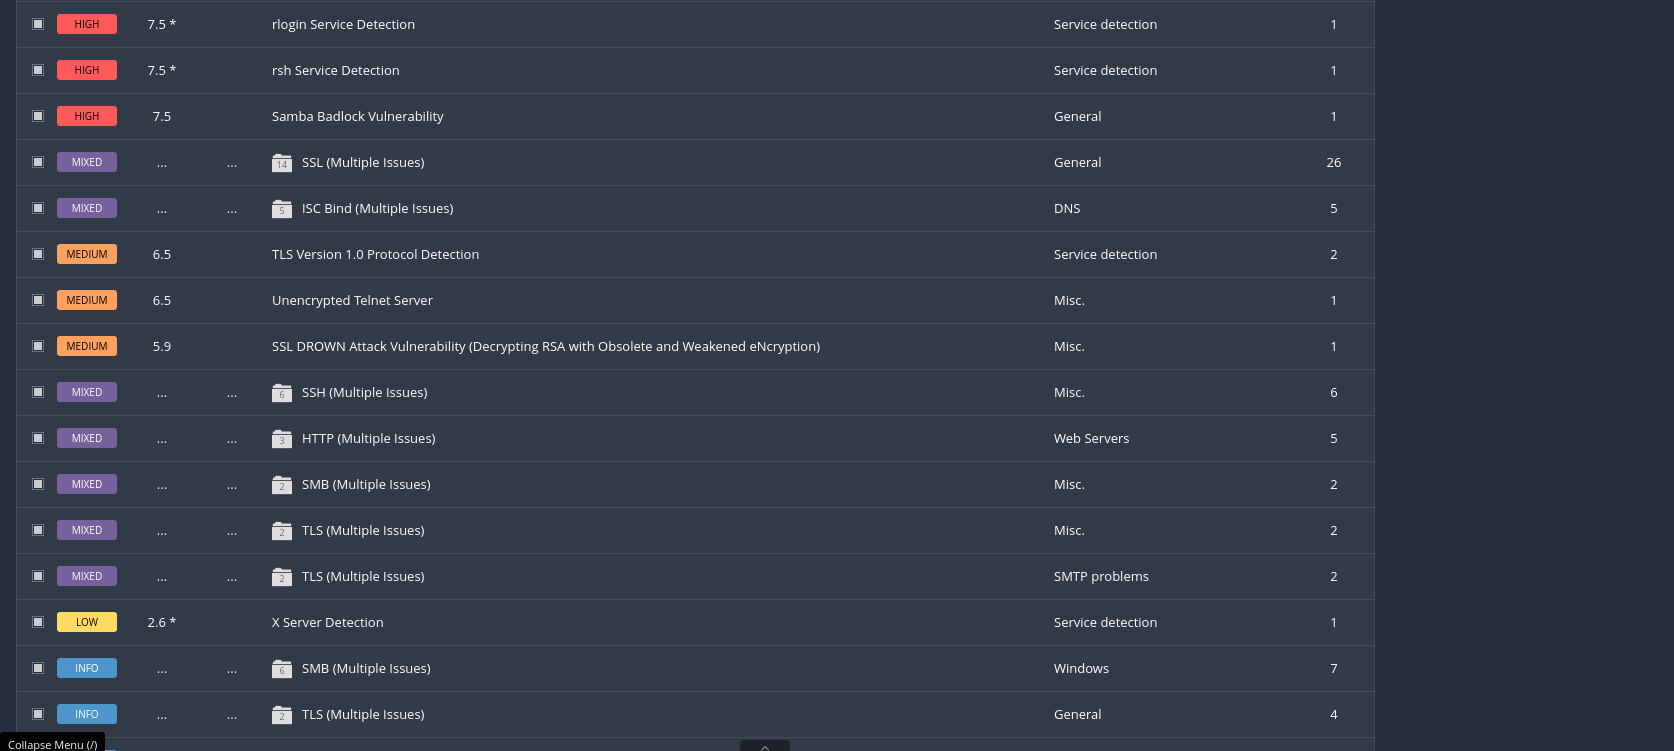 HIGH 7.5 * rlogin Service Detection Service detection 1
HIGH 7.5 * rsh Service Detection Service detection 1
HIGH 7.5 Samba Badlock Vulnerability General 1
MIXED ... ... 14 SSL (Multiple Issues) General 26
MIXED ... ... 5 ISC Bind (Multiple Issues) DNS 5
MEDIUM 6.5 TLS Version 1.0 Protocol Detection Service detection 2
MEDIUM 6.5 Unencrypted Telnet Server Misc. 1
MEDIUM 5.9 SSL DROWN Attack Vulnerability (Decrypting RSA with Obsolete and Weakened eNcryption) Misc. 1
MIXED ... ... 6 SSH (Multiple Issues) Misc. 6
MIXED ... ... 3 HTTP (Multiple Issues) Web Servers 5
MIXED ... ... 2 SMB (Multiple Issues) Misc. 2
MIXED ... ... 2 TLS (Multiple Issues) Misc. 2
MIXED ... ... 2 TLS (Multiple Issues) SMTP problems 2
LOW 2.6 * X Server Detection Service detection 1
INFO ... ... 6 SMB (Multiple Issues) Windows 7
INFO ... ... 2 TLS (Multiple Issues) General 4
Collapse Menu (/)